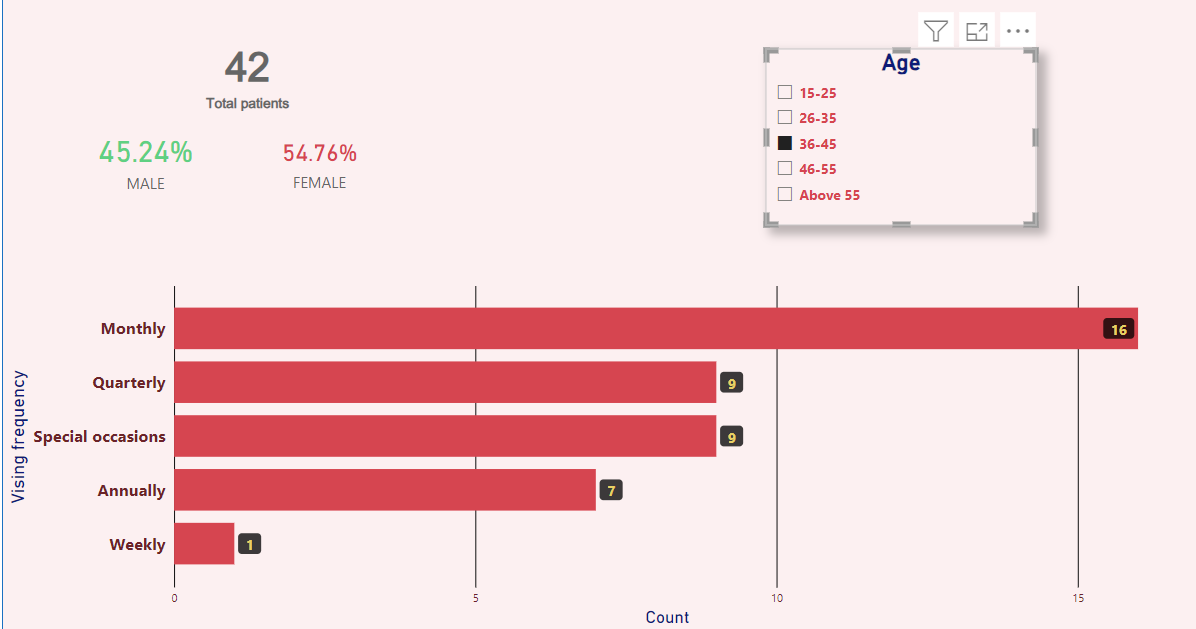 42
Total patients
45.24%
MALE
54.76%
FEMALE
Age
15-25
26-35
36-45
46-55
Above 55
Vising frequency
Monthly
16
Quarterly
9
Special occasions
9
Annually
7
Weekly
1
0
5
10
15
Count